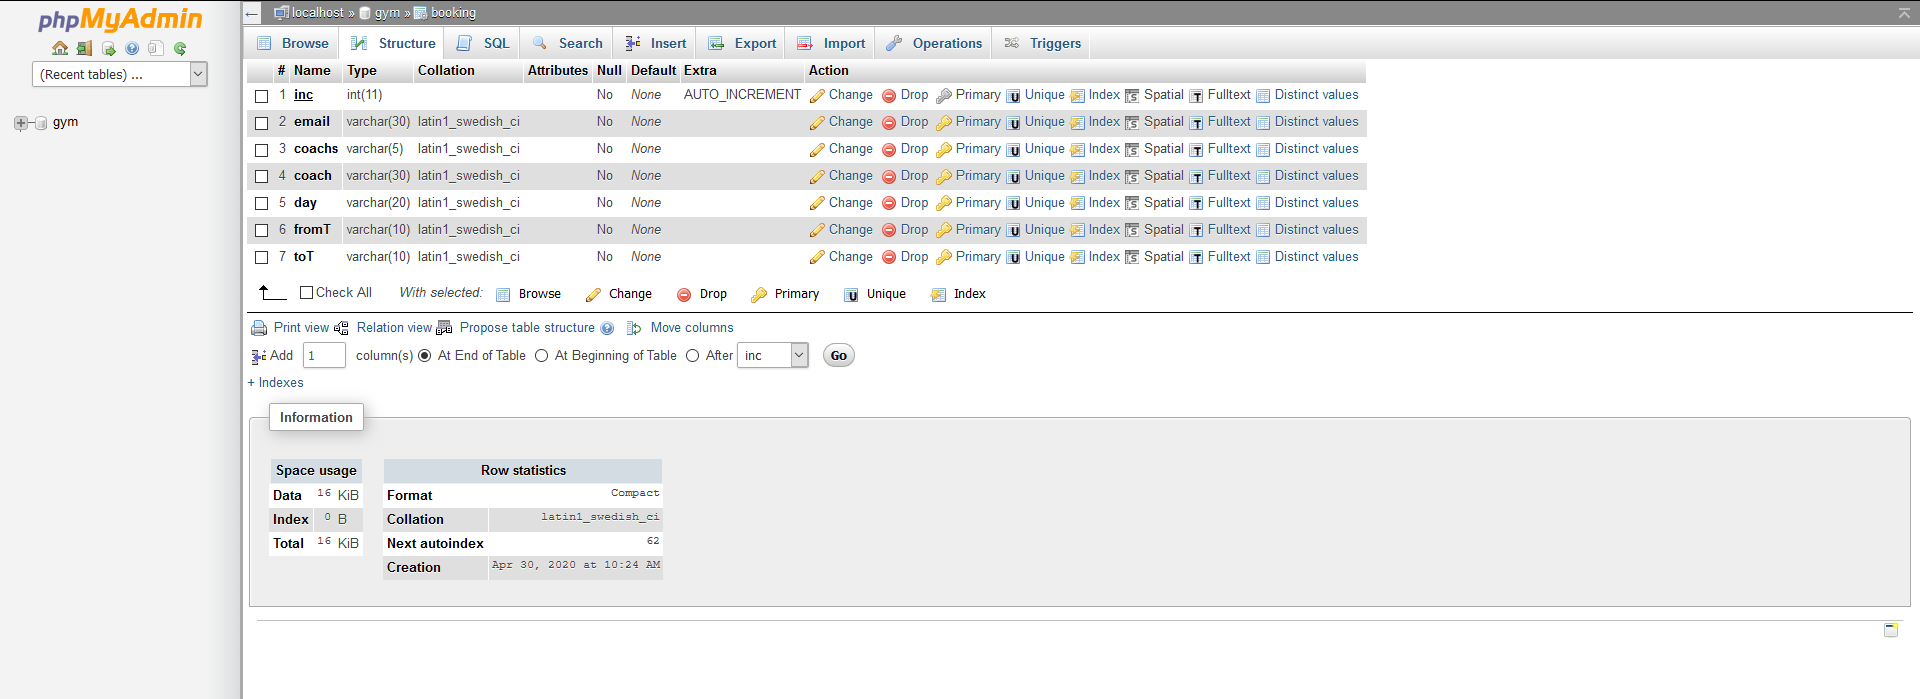 phpMyAdmin
(Recent tables) ...
gym
localhost » gym » booking
Browse Structure SQL Search Insert Export Import Operations Triggers
# Name Type Collation Attributes Null Default Extra Action
1 inc int(11) No None AUTO_INCREMENT Change Drop Primary Unique Index Spatial Fulltext Distinct values
2 email varchar(30) latin1_swedish_ci No None Change Drop Primary Unique Index Spatial Fulltext Distinct values
3 coachs varchar(5) latin1_swedish_ci No None Change Drop Primary Unique Index Spatial Fulltext Distinct values
4 coach varchar(30) latin1_swedish_ci No None Change Drop Primary Unique Index Spatial Fulltext Distinct values
5 day varchar(20) latin1_swedish_ci No None Change Drop Primary Unique Index Spatial Fulltext Distinct values
6 fromT varchar(10) latin1_swedish_ci No None Change Drop Primary Unique Index Spatial Fulltext Distinct values
7 toT varchar(10) latin1_swedish_ci No None Change Drop Primary Unique Index Spatial Fulltext Distinct values
Check All With selected: Browse Change Drop Primary Unique Index
Print view Relation view Propose table structure Move columns
Add 1 column(s) At End of Table At Beginning of Table After inc Go
+ Indexes
Information
Space usage
Data 16 KiB
Index 0 B
Total 16 KiB
Row statistics
Format Compact
Collation latin1_swedish_ci
Next autoindex 62
Creation Apr 30, 2020 at 10:24 AM